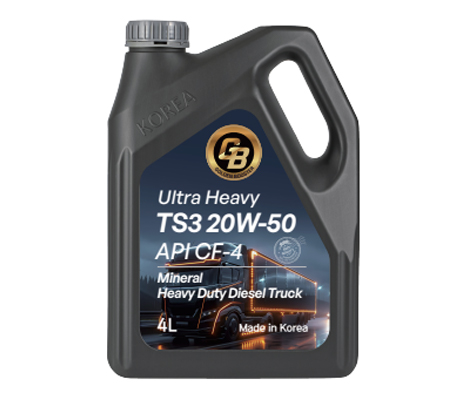 KOREA
GB
GOLDEN BOOSTER
Ultra Heavy
TS3 20W-50
API CF-4
Mineral
Heavy Duty Diesel Truck
4L
Made in Korea